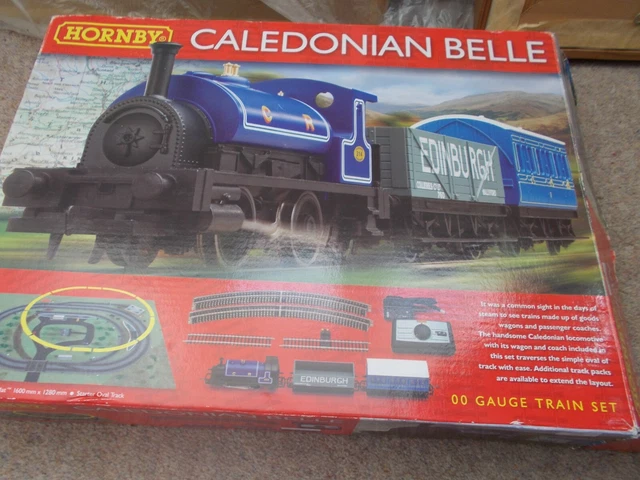 HORNBY
CALEDONIAN BELLE
C R
EDINBURGH
It was a common sight in the days of
steam to see trains made up of goods
wagons and passenger coaches.
The handsome Caledonian locomotive
with its wagon and coach included in
this set traverses the simple oval of
track with ease. Additional track packs
are available to extend the layout.
EDINBURGH
1600 mm x 1280 mm ● Starter Oval Track
00 GAUGE TRAIN SET